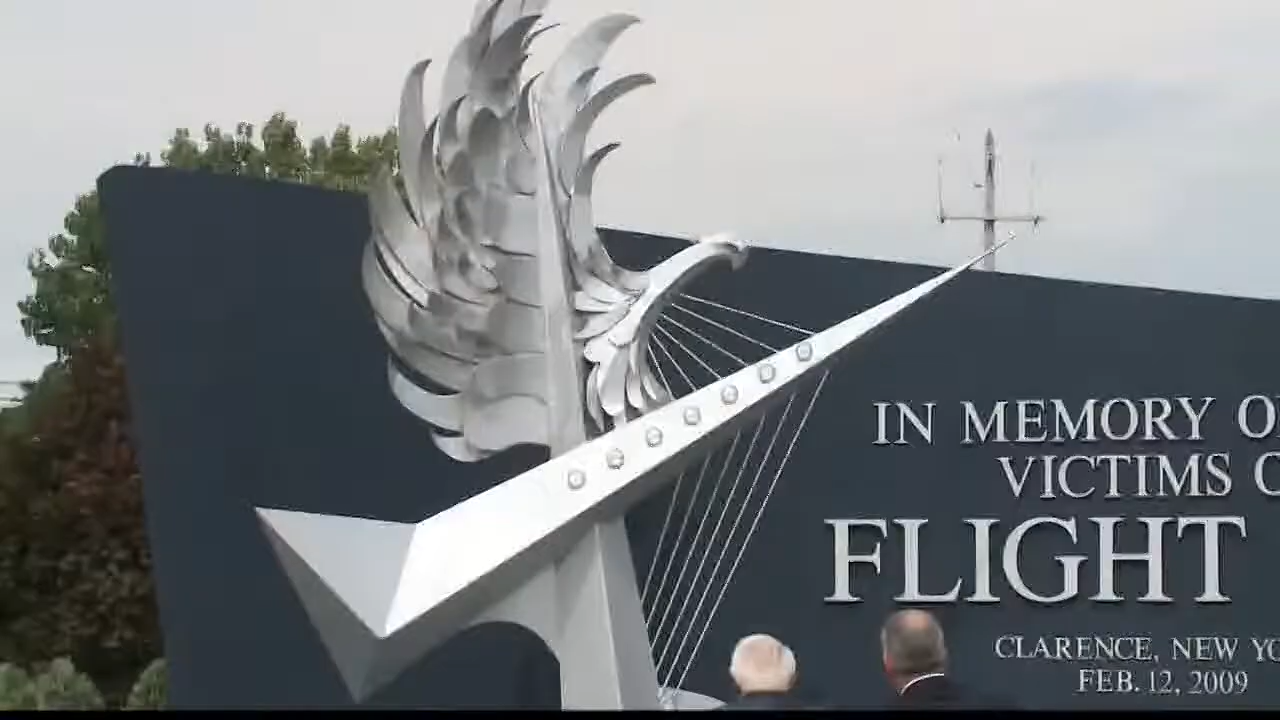 IN MEMORY O
VICTIMS O
FLIGHT
CLARENCE, NEW YO
FEB. 12, 2009